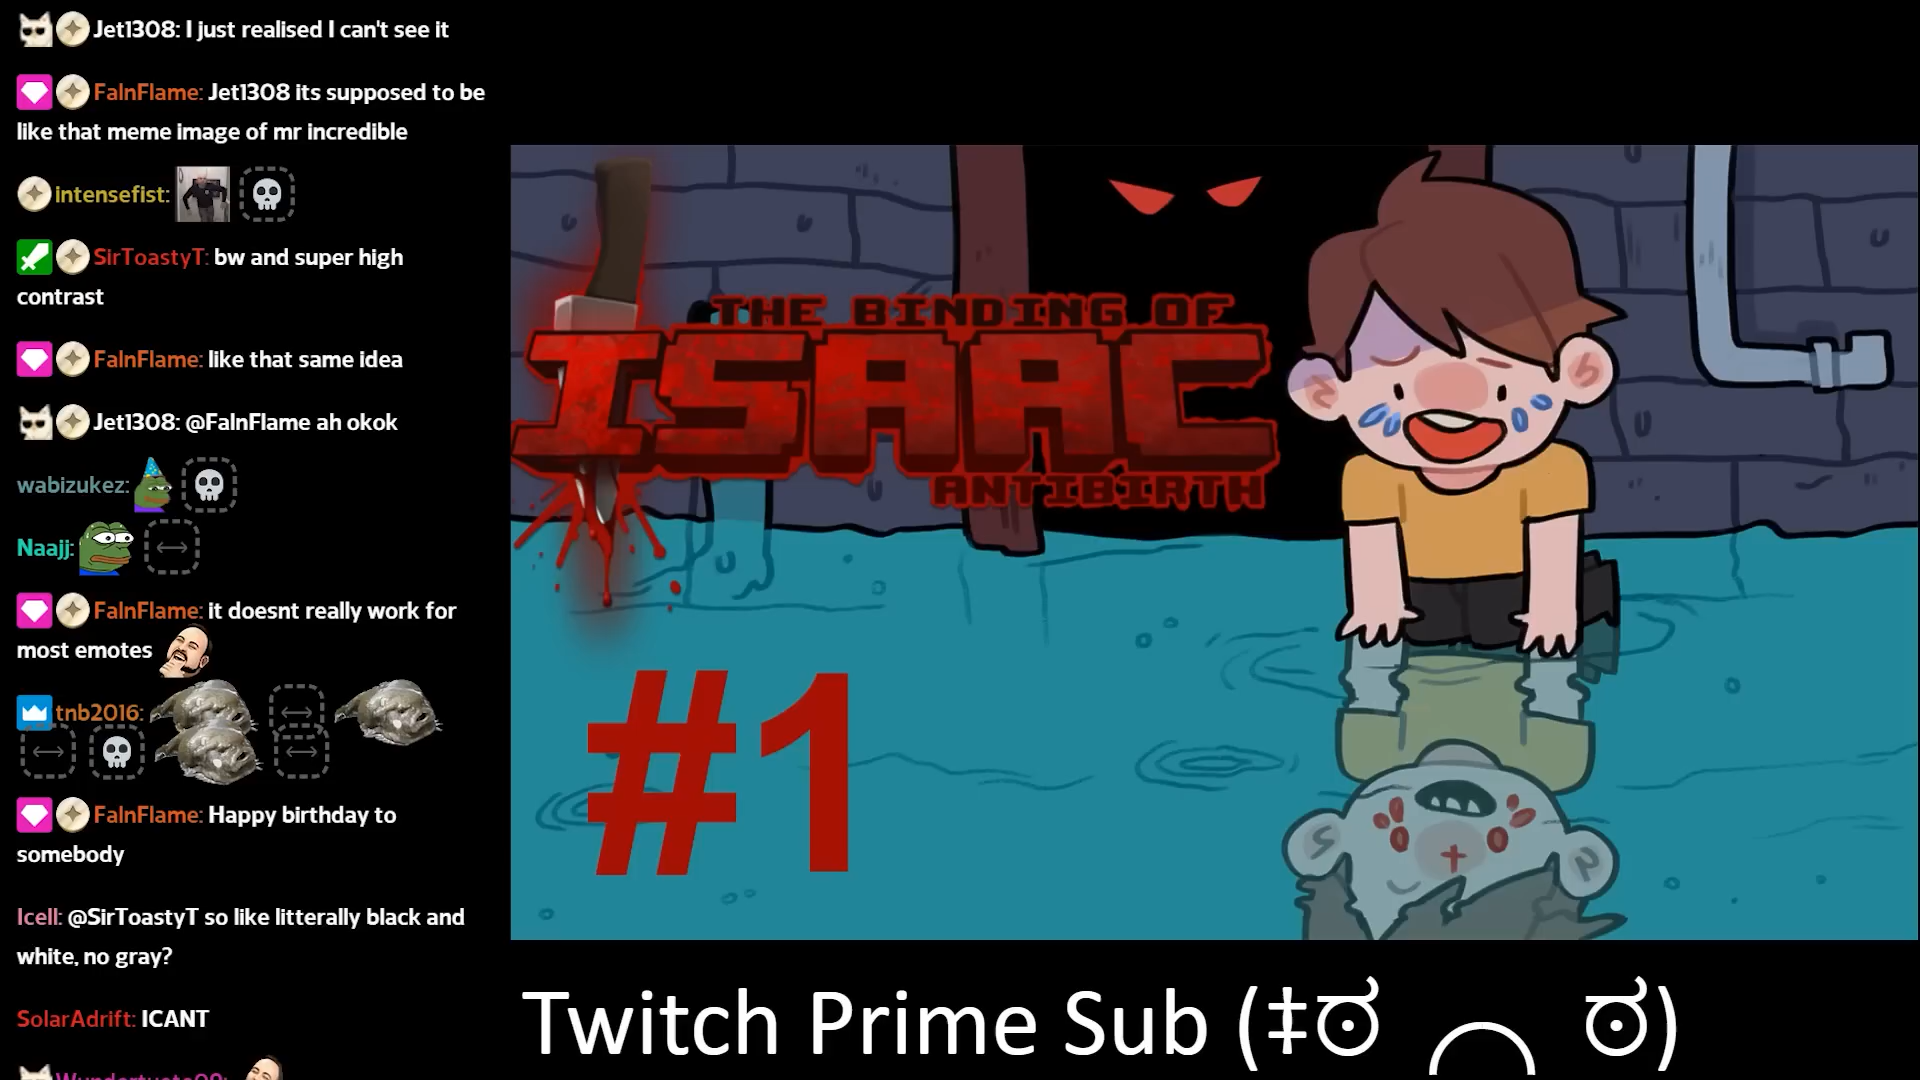 Jet1308: I just realised I can't see it
FalnFlame: Jet1308 its supposed to be
like that meme image of mr incredible
intensefist:
SirToastyT: bw and super high
contrast
FalnFlame: like that same idea
Jet1308: @FalnFlame ah okok
wabizukez:
Naajj:
FalnFlame: it doesnt really work for
most emotes
tnb2016:
FalnFlame: Happy birthday to
somebody
Icell: @SirToastyT so like litterally black and
white, no gray?
SolarAdrift: ICANT
THE BINDING OF
ISAAC
ANTIBIRTH
#1
Twitch Prime Sub (‡ಠ ╭╮ ಠ)